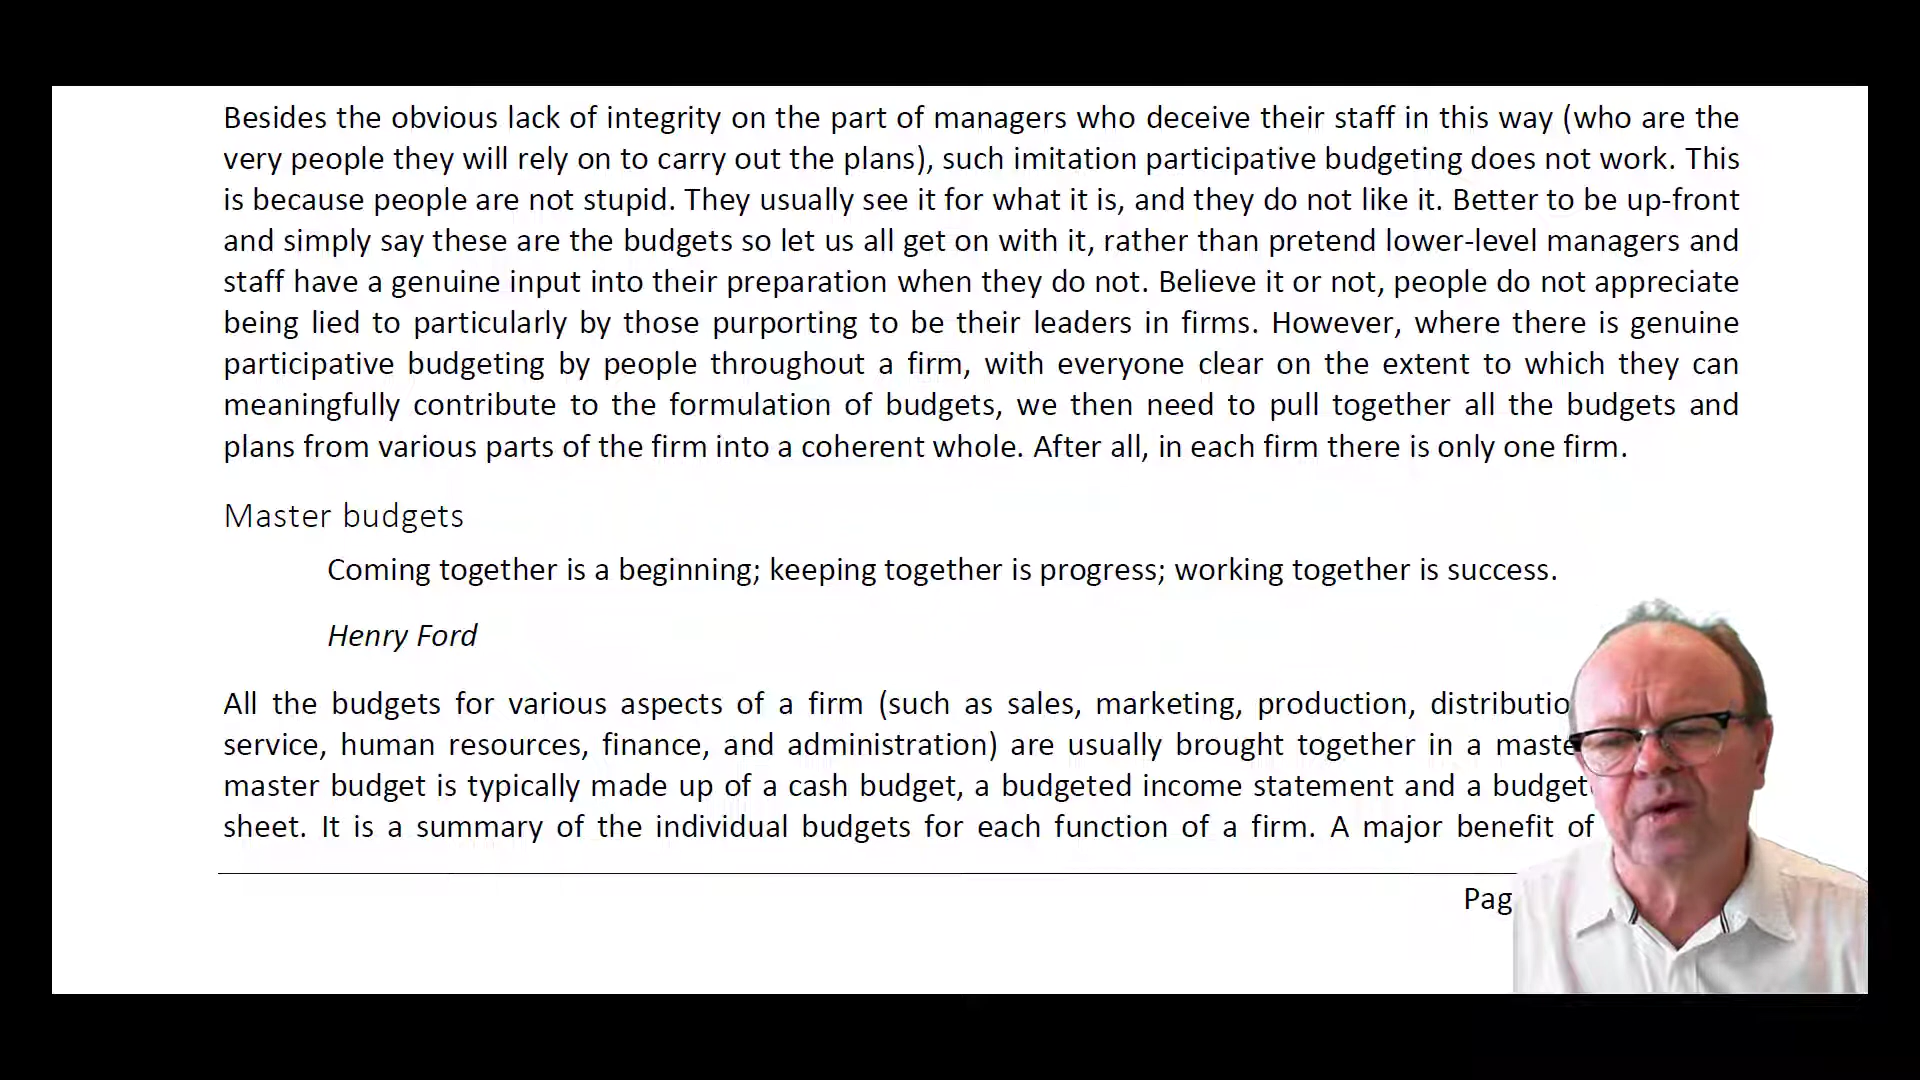 Besides the obvious lack of integrity on the part of managers who deceive their staff in this way (who are the
very people they will rely on to carry out the plans), such imitation participative budgeting does not work. This
is because people are not stupid. They usually see it for what it is, and they do not like it. Better to be up-front
and simply say these are the budgets so let us all get on with it, rather than pretend lower-level managers and
staff have a genuine input into their preparation when they do not. Believe it or not, people do not appreciate
being lied to particularly by those purporting to be their leaders in firms. However, where there is genuine
participative budgeting by people throughout a firm, with everyone clear on the extent to which they can
meaningfully contribute to the formulation of budgets, we then need to pull together all the budgets and
plans from various parts of the firm into a coherent whole. After all, in each firm there is only one firm.
Master budgets
Coming together is a beginning; keeping together is progress; working together is success.
Henry Ford
All the budgets for various aspects of a firm (such as sales, marketing, production,
service, human resources, finance, and administration) are usually brought together in a
master budget is typically made up of a cash budget, a budgeted income statement and a
sheet. It is a summary of the individual budgets for each function of a firm. A major benefit of